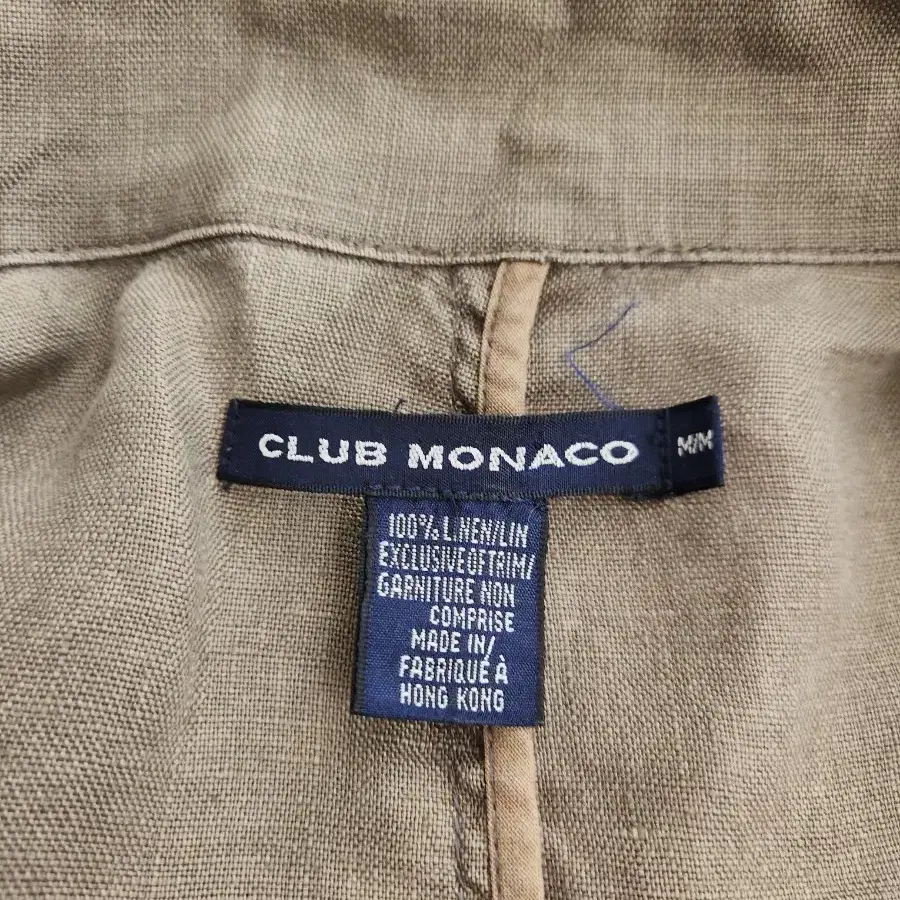 CLUB MONACO M/M
100% LINEN/LIN
EXCLUSIVE OF TRIM/
GARNITURE NON
COMPRISE
MADE IN/
FABRIQUÉ À
HONG KONG